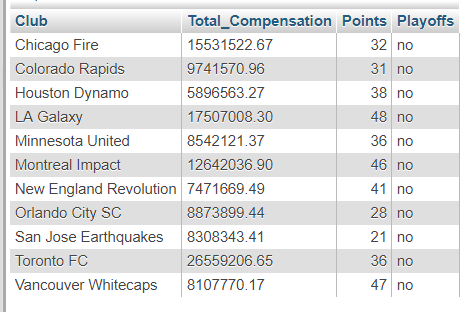 Club Total_Compensation Points Playoffs
Chicago Fire 15531522.67 32 no
Colorado Rapids 9741570.96 31 no
Houston Dynamo 5896563.27 38 no
LA Galaxy 17507008.30 48 no
Minnesota United 8542121.37 36 no
Montreal Impact 12642036.90 46 no
New England Revolution 7471669.49 41 no
Orlando City SC 8873899.44 28 no
San Jose Earthquakes 8308343.41 21 no
Toronto FC 26559206.65 36 no
Vancouver Whitecaps 8107770.17 47 no